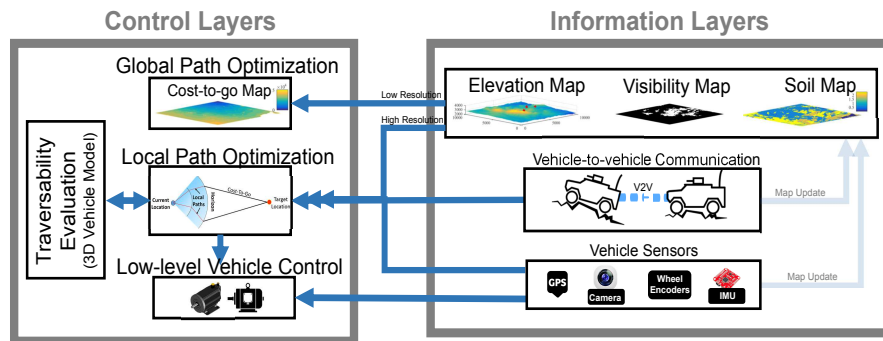 Control Layers
Information Layers
Global Path Optimization
Cost-to-go Map
Low Resolution
High Resolution
Elevation Map
Visibility Map
Soil Map
Traversability
Evaluation
(3D Vehicle Model)
Local Path Optimization
Current
Location
Local
Paths
Horizon
Cost-To-Go
Target
Location
Vehicle-to-vehicle Communication
V2V
Map Update
Low-level Vehicle Control
Vehicle Sensors
GPS
Camera
Wheel
Encoders
IMU
Map Update